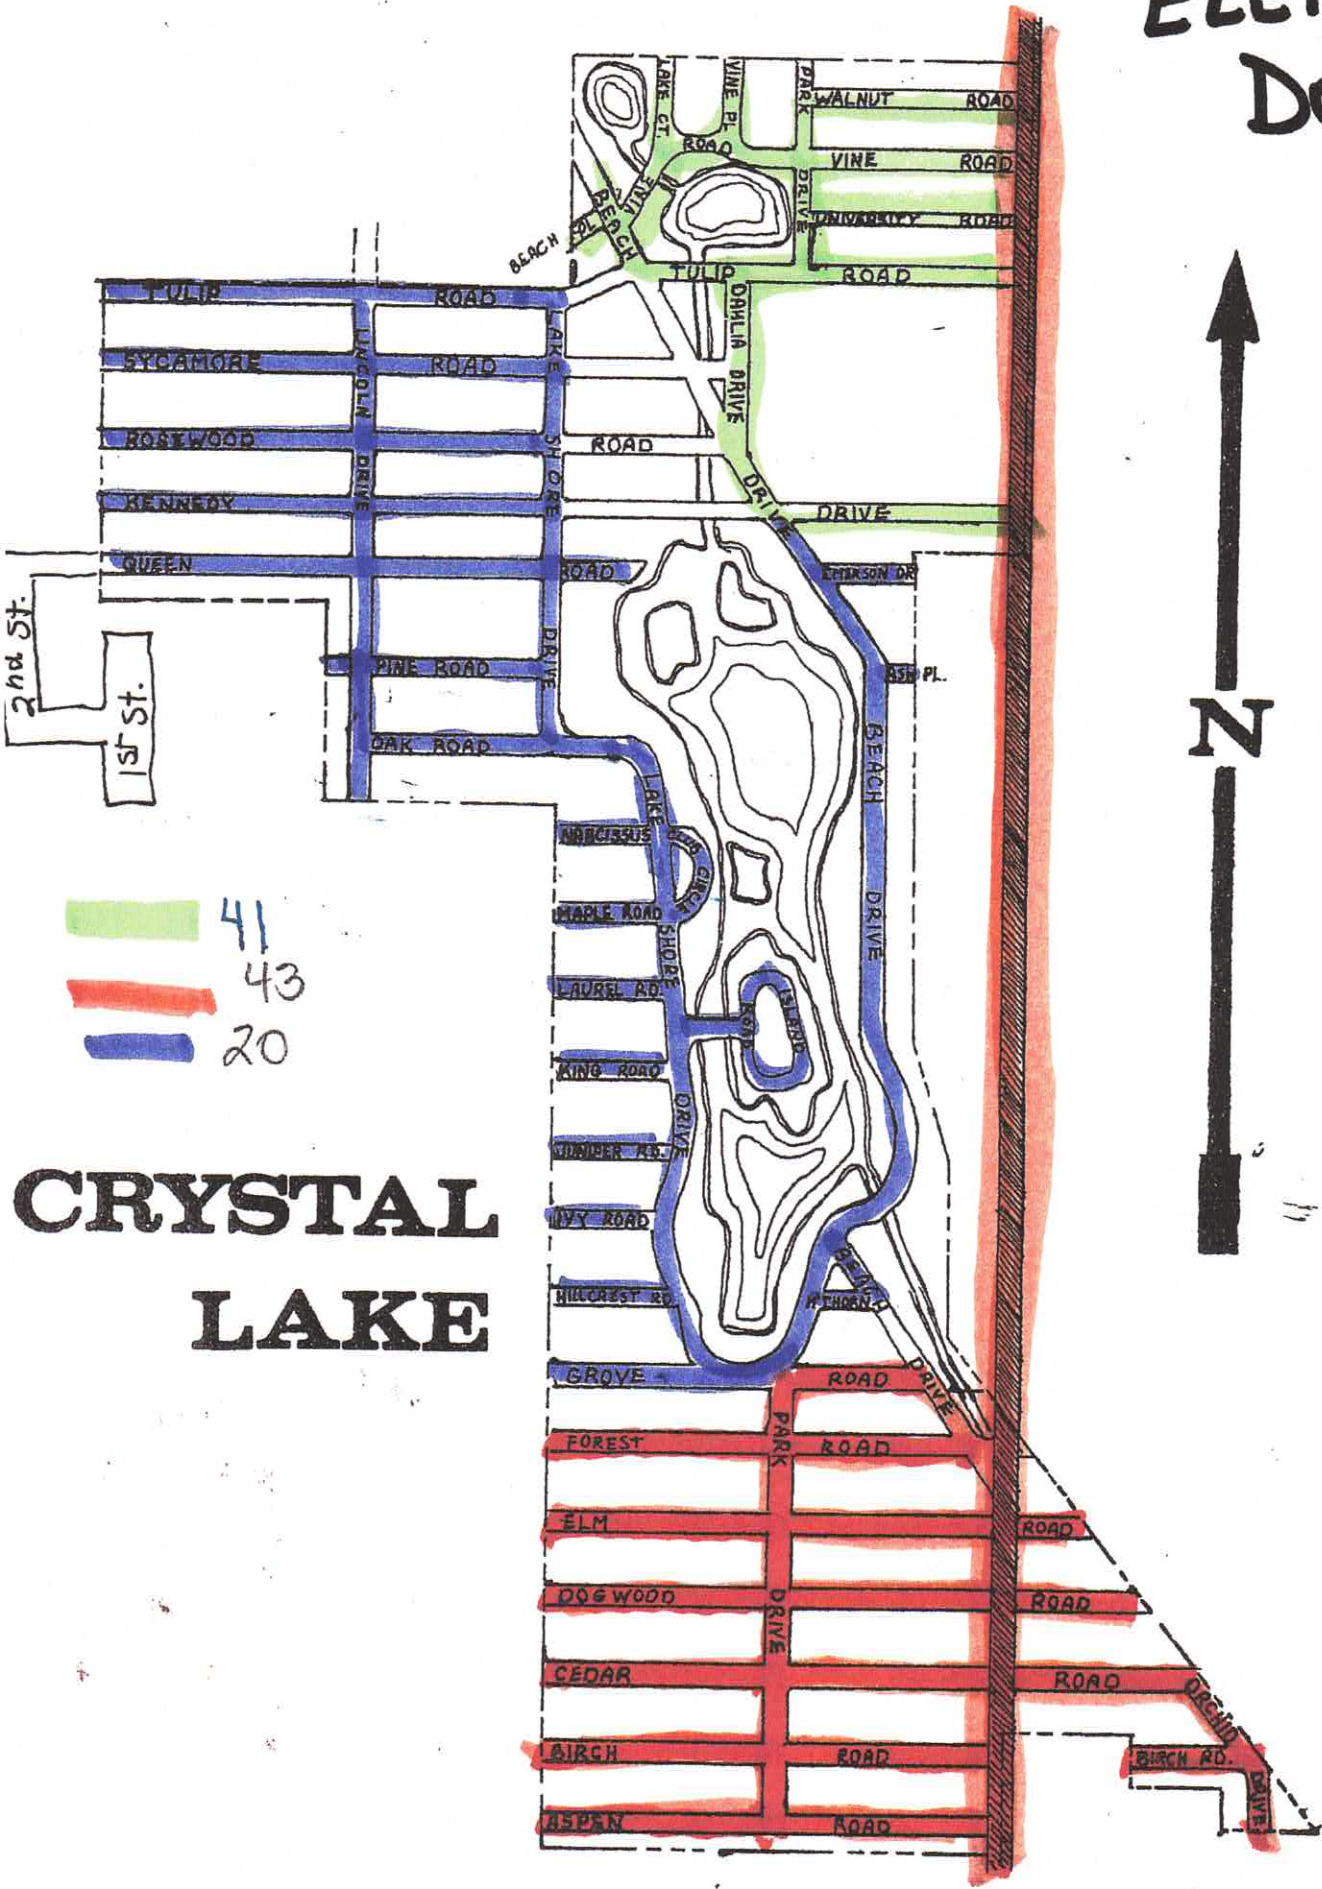 LAKE CT.
VINE PL
PARK DRIVE
WALNUT ROAD
VINE ROAD
VINE ROAD
UNIVERSITY ROAD
BEACH
BEACH PL
TULIP ROAD
DAHLIA DRIVE
TULIP ROAD
SYCAMORE ROAD
ROSEWOOD ROAD
KENNEDY DRIVE
QUEEN ROAD
LINCOLN DRIVE
LAKE SHORE DRIVE
DRIVE
EMERSON DR
ASH PL.
2nd St.
1st St.
PINE ROAD
OAK ROAD
BEACH DRIVE
N
LAKE SHORE DRIVE
NARCISSUS
CLUB CIRCLE
MAPLE ROAD
LAUREL RD.
ISLAND ROAD
KING ROAD
JUNIPER RD.
IVY ROAD
HILLCREST RD
41
43
20
CRYSTAL
LAKE
BEACH DRIVE
HTHORN
GROVE ROAD
PARK DRIVE
FOREST ROAD
ELM ROAD
DOGWOOD ROAD
CEDAR ROAD
ORCHID DRIVE
BIRCH ROAD
BIRCH RD.
ASPEN ROAD